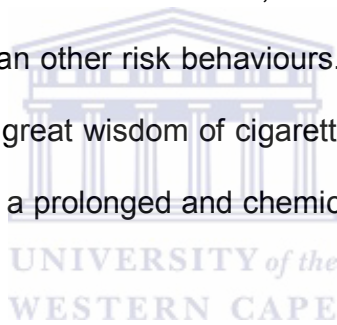 an other risk behaviours.
great wisdom of cigarett
a prolonged and chemic
UNIVERSITY of the
WESTERN CAPE